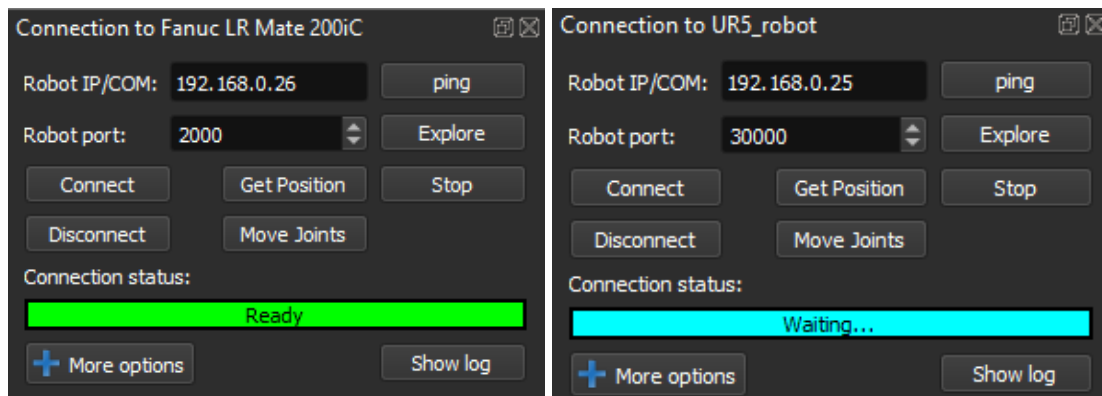 Connection to Fanuc LR Mate 200iC
Robot IP/COM: 192.168.0.26 ping
Robot port: 2000 Explore
Connect Get Position Stop
Disconnect Move Joints
Connection status:
Ready
More options Show log
Connection to UR5_robot
Robot IP/COM: 192.168.0.25 ping
Robot port: 30000 Explore
Connect Get Position Stop
Disconnect Move Joints
Connection status:
Waiting...
More options Show log